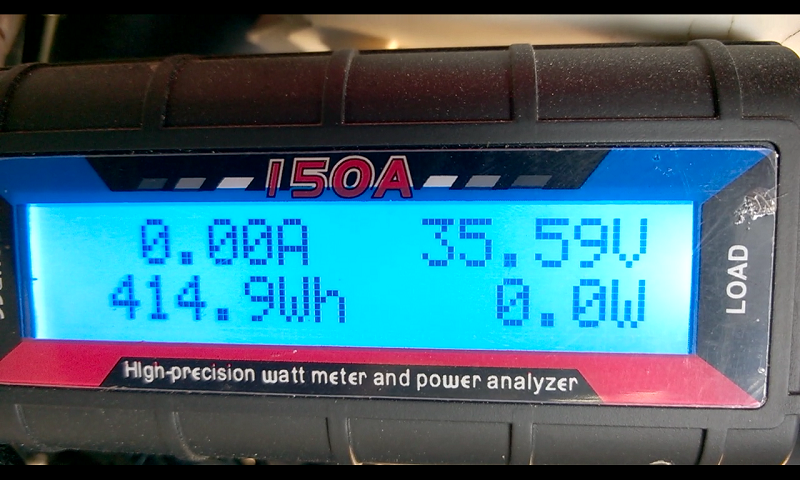 150A
0.00A 35.59V
414.9Wh 0.0W
LOAD
High-precision watt meter and power analyzer